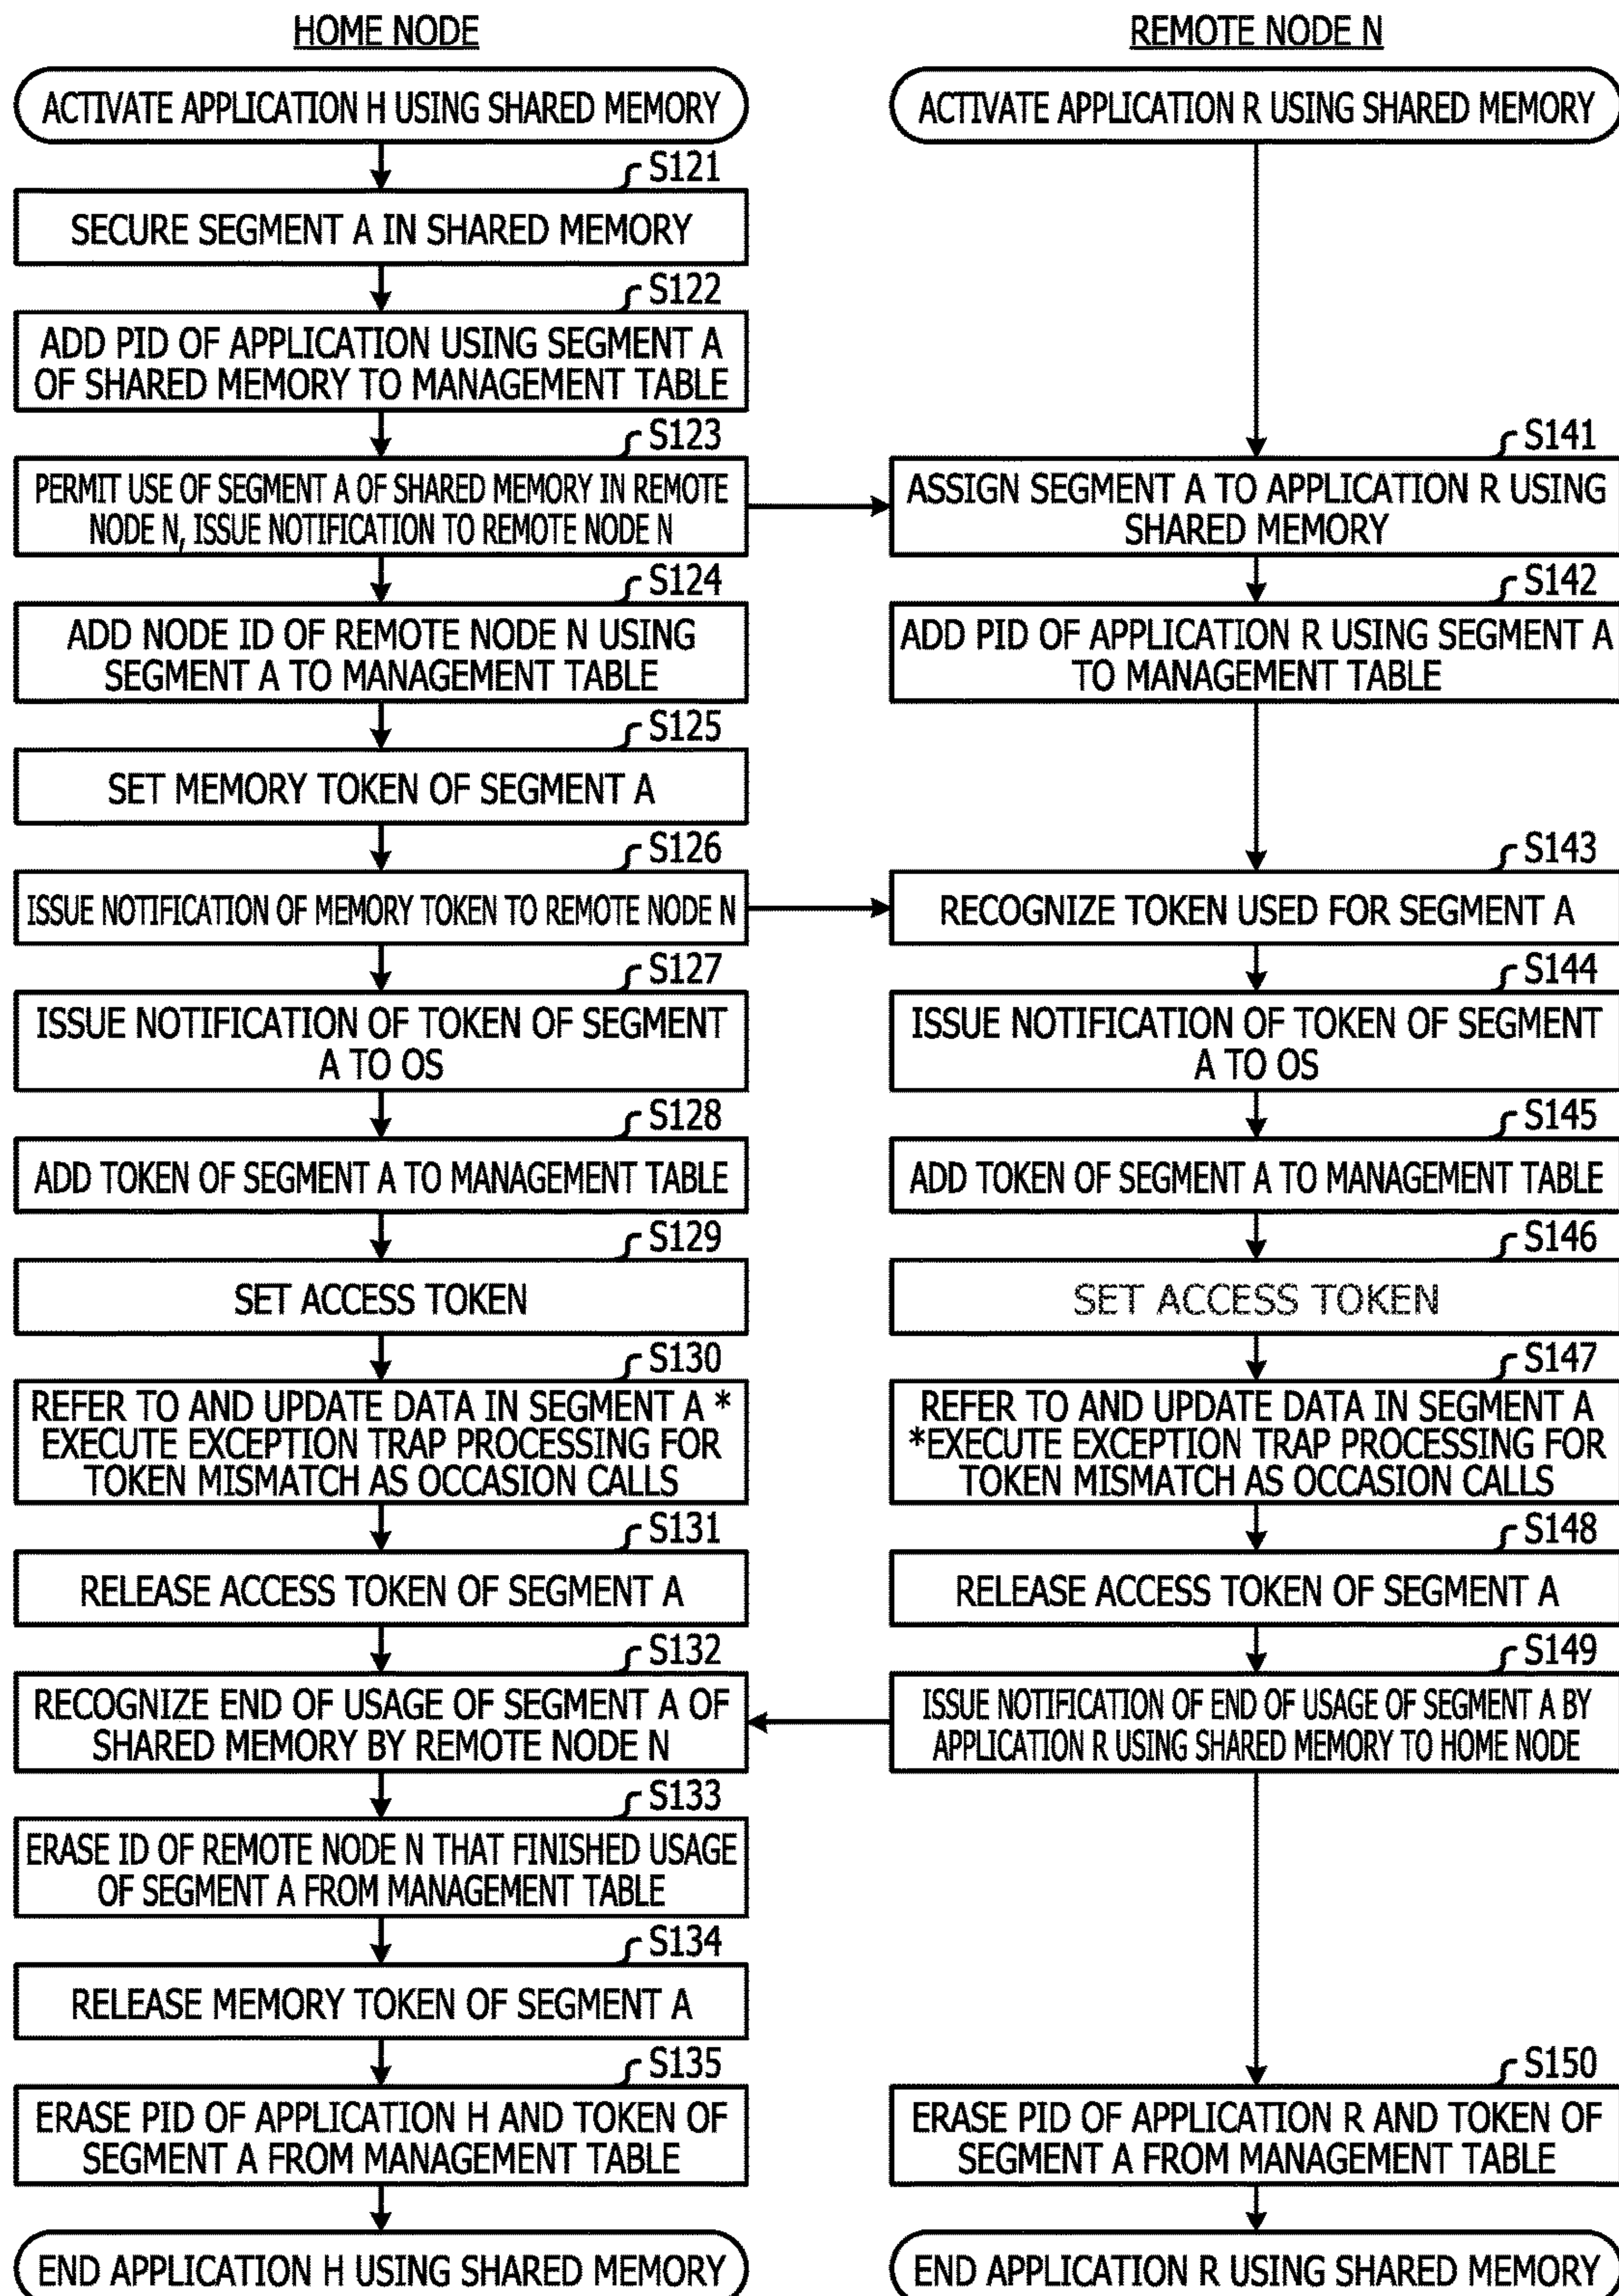 HOME NODE
ACTIVATE APPLICATION H USING SHARED MEMORY
S121
SECURE SEGMENT A IN SHARED MEMORY
S122
ADD PID OF APPLICATION USING SEGMENT A
OF SHARED MEMORY TO MANAGEMENT TABLE
S123
PERMIT USE OF SEGMENT A OF SHARED MEMORY IN REMOTE
NODE N, ISSUE NOTIFICATION TO REMOTE NODE N
S124
ADD NODE ID OF REMOTE NODE N USING
SEGMENT A TO MANAGEMENT TABLE
S125
SET MEMORY TOKEN OF SEGMENT A
S126
ISSUE NOTIFICATION OF MEMORY TOKEN TO REMOTE NODE N
S127
ISSUE NOTIFICATION OF TOKEN OF SEGMENT
A TO OS
S128
ADD TOKEN OF SEGMENT A TO MANAGEMENT TABLE
S129
SET ACCESS TOKEN
S130
REFER TO AND UPDATE DATA IN SEGMENT A *
EXECUTE EXCEPTION TRAP PROCESSING FOR
TOKEN MISMATCH AS OCCASION CALLS
S131
RELEASE ACCESS TOKEN OF SEGMENT A
S132
RECOGNIZE END OF USAGE OF SEGMENT A OF
SHARED MEMORY BY REMOTE NODE N
S133
ERASE ID OF REMOTE NODE N THAT FINISHED USAGE
OF SEGMENT A FROM MANAGEMENT TABLE
S134
RELEASE MEMORY TOKEN OF SEGMENT A
S135
ERASE PID OF APPLICATION H AND TOKEN OF
SEGMENT A FROM MANAGEMENT TABLE
END APPLICATION H USING SHARED MEMORY
REMOTE NODE N
ACTIVATE APPLICATION R USING SHARED MEMORY
S141
ASSIGN SEGMENT A TO APPLICATION R USING
SHARED MEMORY
S142
ADD PID OF APPLICATION R USING SEGMENT A
TO MANAGEMENT TABLE
S143
RECOGNIZE TOKEN USED FOR SEGMENT A
S144
ISSUE NOTIFICATION OF TOKEN OF SEGMENT
A TO OS
S145
ADD TOKEN OF SEGMENT A TO MANAGEMENT TABLE
S146
SET ACCESS TOKEN
S147
REFER TO AND UPDATE DATA IN SEGMENT A
*EXECUTE EXCEPTION TRAP PROCESSING FOR
TOKEN MISMATCH AS OCCASION CALLS
S148
RELEASE ACCESS TOKEN OF SEGMENT A
S149
ISSUE NOTIFICATION OF END OF USAGE OF SEGMENT A BY
APPLICATION R USING SHARED MEMORY TO HOME NODE
S150
ERASE PID OF APPLICATION R AND TOKEN OF
SEGMENT A FROM MANAGEMENT TABLE
END APPLICATION R USING SHARED MEMORY